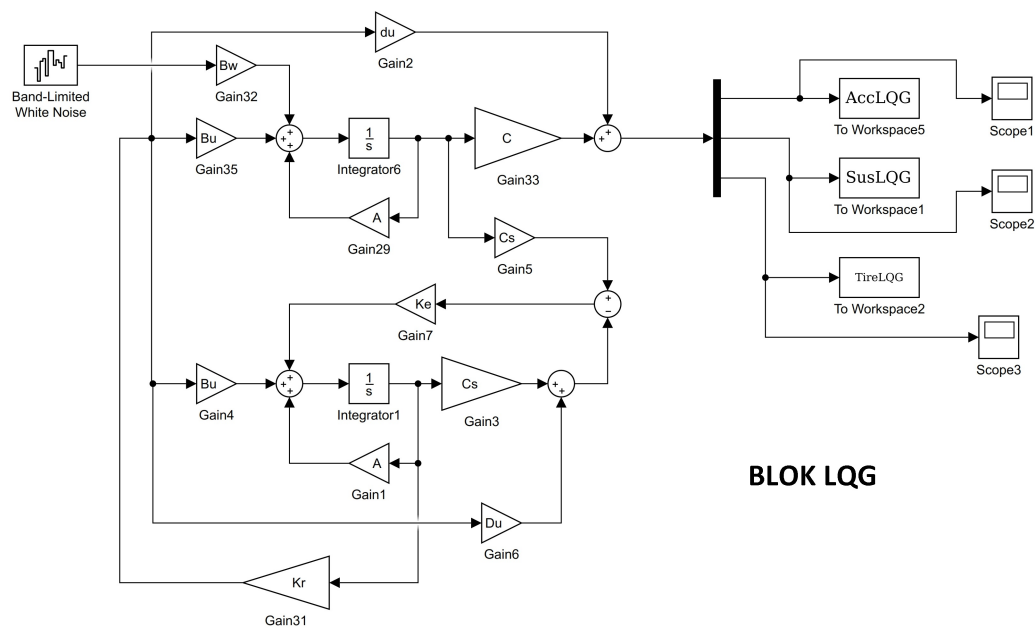 du
Gain2
Band-Limited
White Noise
Bw
Gain32
Bu
Gain35
+
+
+
1
s
Integrator6
C
Gain33
+
+
A
Gain29
Cs
Gain5
AccLQG
To Workspace5
Scope1
SusLQG
To Workspace1
Scope2
TireLQG
To Workspace2
Scope3
Ke
Gain7
+
−
Bu
Gain4
+
+
+
1
s
Integrator1
Cs
Gain3
+
+
A
Gain1
Du
Gain6
Kr
Gain31
BLOK LQG